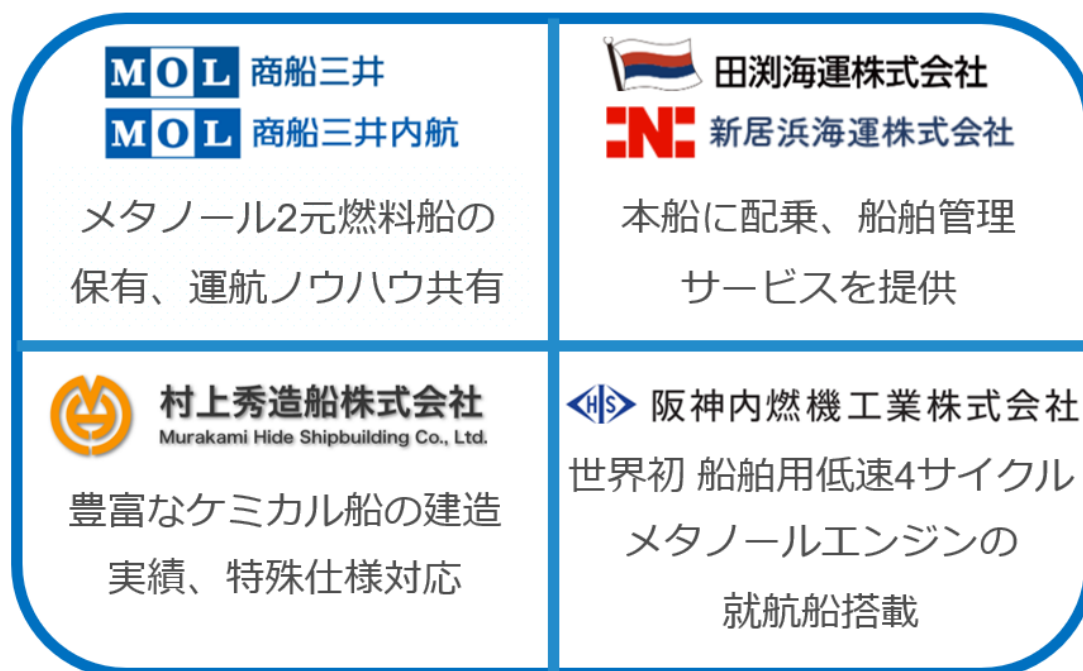 MOL 商船三井
MOL 商船三井内航
メタノール2元燃料船の
保有、運航ノウハウ共有
田渕海運株式会社
N 新居浜海運株式会社
本船に配乗、船舶管理
サービスを提供
村上秀造船株式会社
Murakami Hide Shipbuilding Co., Ltd.
豊富なケミカル船の建造
実績、特殊仕様対応
HS 阪神内燃機工業株式会社
世界初 船舶用低速4サイクル
メタノールエンジンの
就航船搭載